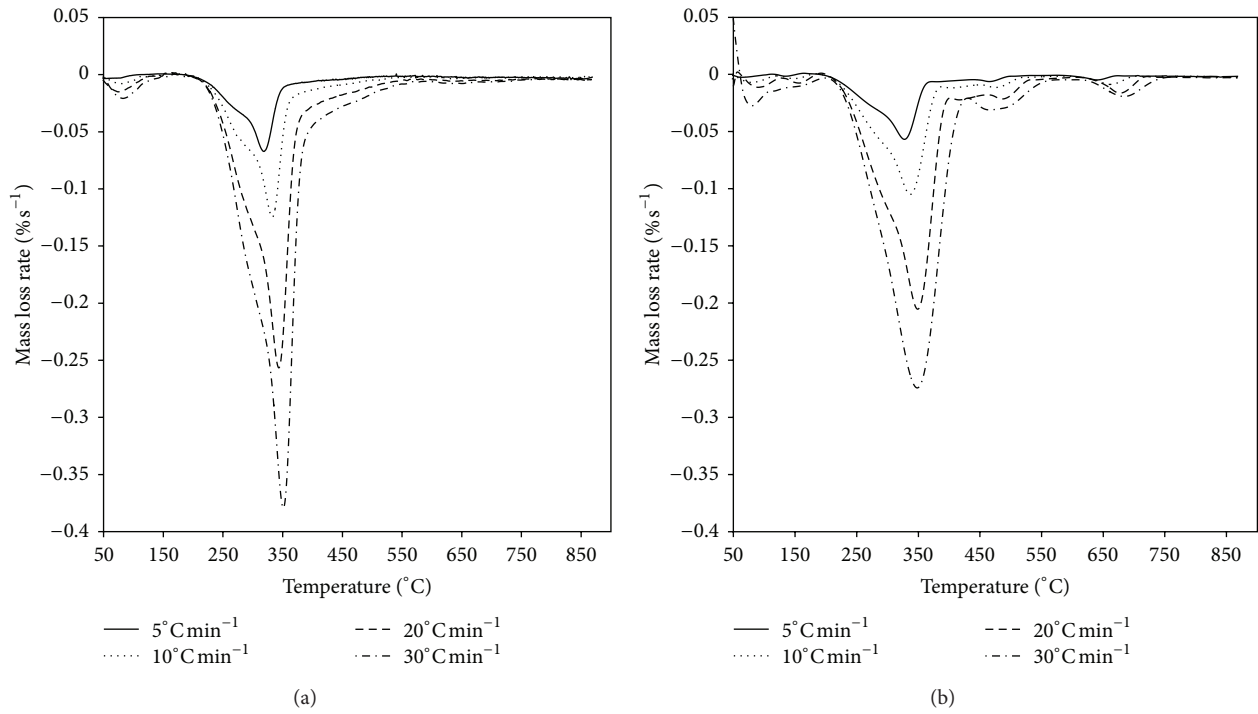 0.05
0
−0.05
−0.1
−0.15
−0.2
−0.25
−0.3
−0.35
−0.4
Mass loss rate (% s⁻¹)
50 150 250 350 450 550 650 750 850
Temperature (°C)
5°C min⁻¹ 20°C min⁻¹
10°C min⁻¹ 30°C min⁻¹
(a)
0.05
0
−0.05
−0.1
−0.15
−0.2
−0.25
−0.3
−0.35
−0.4
Mass loss rate (% s⁻¹)
50 150 250 350 450 550 650 750 850
Temperature (°C)
5°C min⁻¹ 20°C min⁻¹
10°C min⁻¹ 30°C min⁻¹
(b)